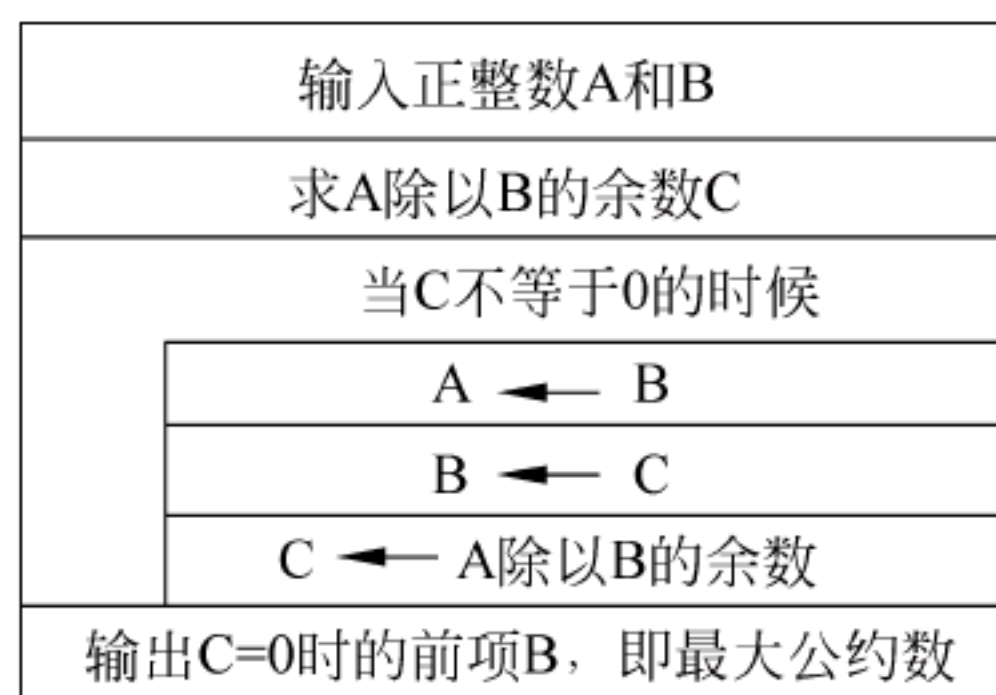 输入正整数A和B
求A除以B的余数C
当C不等于0的时候
A ← B
B ← C
C ← A除以B的余数
输出C=0时的前项B，即最大公约数